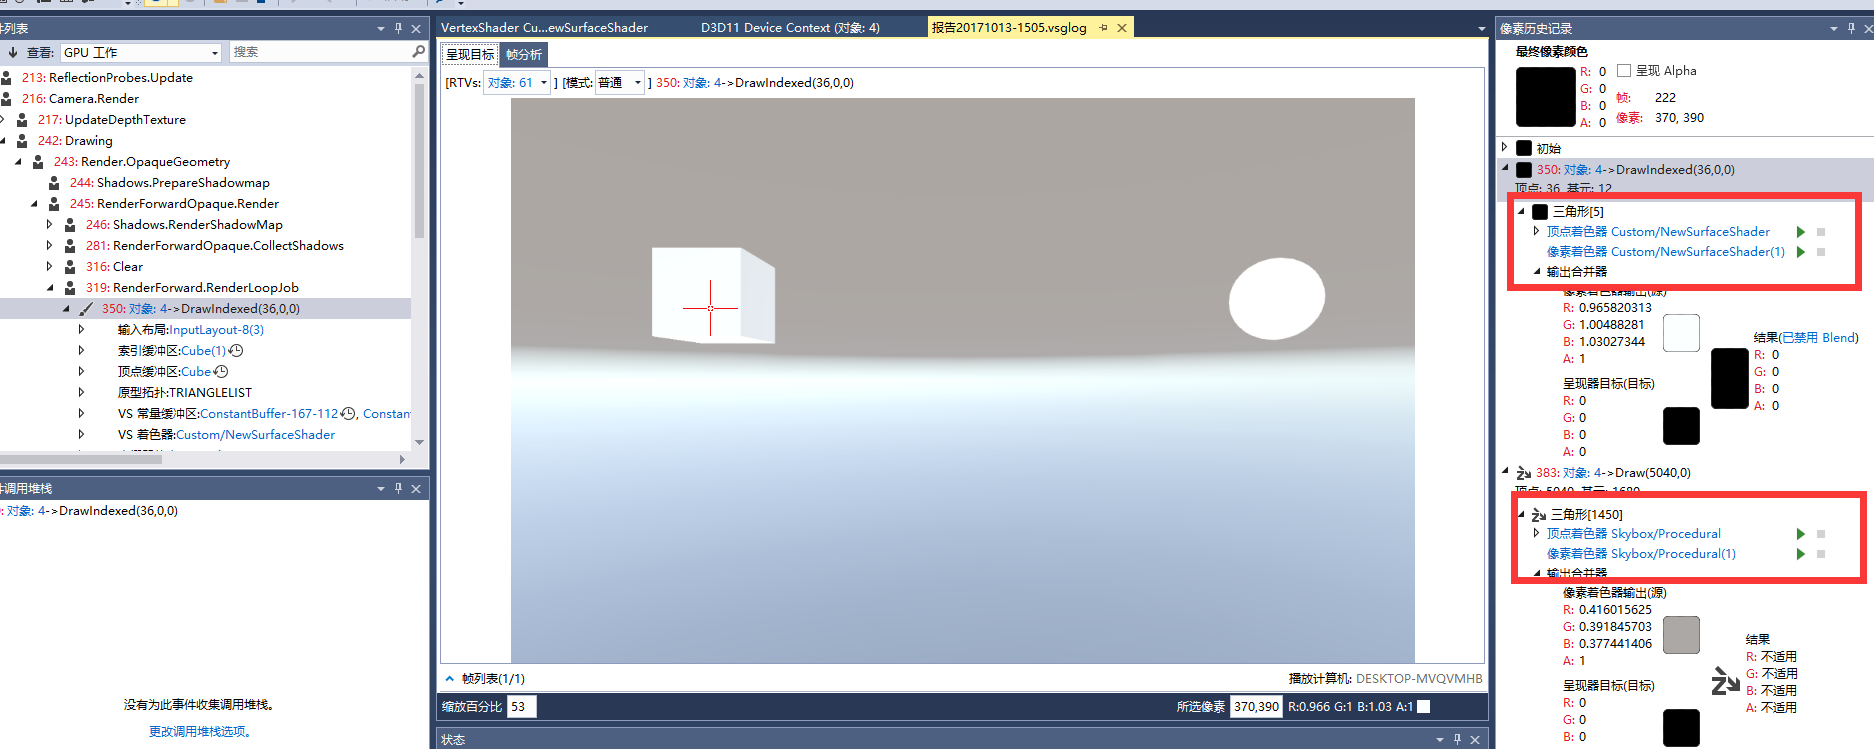 件列表
查看: GPU 工作
搜索
213: ReflectionProbes.Update
216: Camera.Render
217: UpdateDepthTexture
242: Drawing
243: Render.OpaqueGeometry
244: Shadows.PrepareShadowmap
245: RenderForwardOpaque.Render
246: Shadows.RenderShadowMap
281: RenderForwardOpaque.CollectShadows
316: Clear
319: RenderForward.RenderLoopJob
350: 对象: 4->DrawIndexed(36,0,0)
输入布局:InputLayout-8(3)
索引缓冲区:Cube(1)
顶点缓冲区:Cube
原型拓扑:TRIANGLELIST
VS 常量缓冲区:ConstantBuffer-167-112, Constan
VS 着色器:Custom/NewSurfaceShader
件调用堆栈
: 对象: 4->DrawIndexed(36,0,0)
没有为此事件收集调用堆栈。
更改调用堆栈选项。
VertexShader Cu...ewSurfaceShader
D3D11 Device Context (对象: 4)
报告20171013-1505.vsglog
呈现目标
帧分析
[RTVs: 对象: 61 ] [模式: 普通 ] 350: 对象: 4->DrawIndexed(36,0,0)
帧列表(1/1)
播放计算机: DESKTOP-MVQVMHB
缩放百分比 53
所选像素 370,390 R:0.966 G:1 B:1.03 A:1
状态
像素历史记录
最终像素颜色
R: 0
G: 0
B: 0
A: 0
呈现 Alpha
帧: 222
像素: 370, 390
初始
350: 对象: 4->DrawIndexed(36,0,0)
顶点: 36 基元: 12
三角形[5]
顶点着色器 Custom/NewSurfaceShader
像素着色器 Custom/NewSurfaceShader(1)
输出合并器
像素着色器输出(源)
R: 0.965820313
G: 1.00488281
B: 1.03027344
A: 1
呈现器目标(目标)
R: 0
G: 0
B: 0
A: 0
结果(已禁用 Blend)
R: 0
G: 0
B: 0
A: 0
383: 对象: 4->Draw(5040,0)
顶点: 5040 基元: 1680
三角形[1450]
顶点着色器 Skybox/Procedural
像素着色器 Skybox/Procedural(1)
输出合并器
像素着色器输出(源)
R: 0.416015625
G: 0.391845703
B: 0.377441406
A: 1
呈现器目标(目标)
R: 0
G: 0
B: 0
结果
R: 不适用
G: 不适用
B: 不适用
A: 不适用